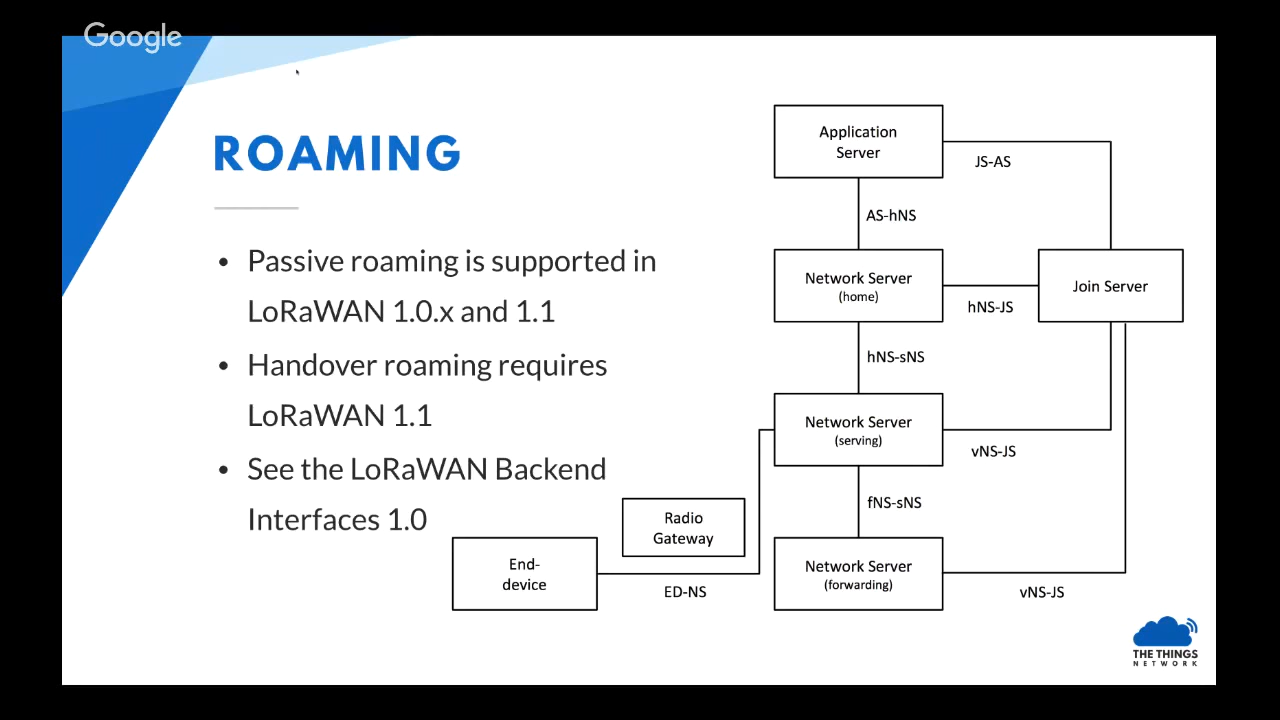 Google
ROAMING
• Passive roaming is supported in
LoRaWAN 1.0.x and 1.1
• Handover roaming requires
LoRaWAN 1.1
• See the LoRaWAN Backend
Interfaces 1.0
Application
Server
JS-AS
AS-hNS
Network Server
(home)
Join Server
hNS-JS
hNS-sNS
Network Server
(serving)
vNS-JS
fNS-sNS
Radio
Gateway
End-
device
ED-NS
Network Server
(forwarding)
vNS-JS
THE THINGS
NETWORK